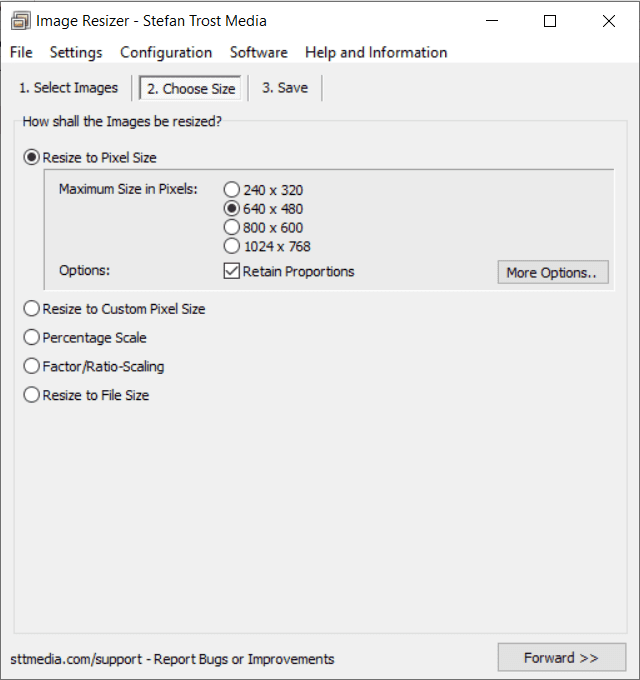 Image Resizer - Stefan Trost Media
File Settings Configuration Software Help and Information
1. Select Images 2. Choose Size 3. Save
How shall the Images be resized?
Resize to Pixel Size
Maximum Size in Pixels: 240 x 320
640 x 480
800 x 600
1024 x 768
Options: Retain Proportions More Options..
Resize to Custom Pixel Size
Percentage Scale
Factor/Ratio-Scaling
Resize to File Size
sttmedia.com/support - Report Bugs or Improvements Forward >>